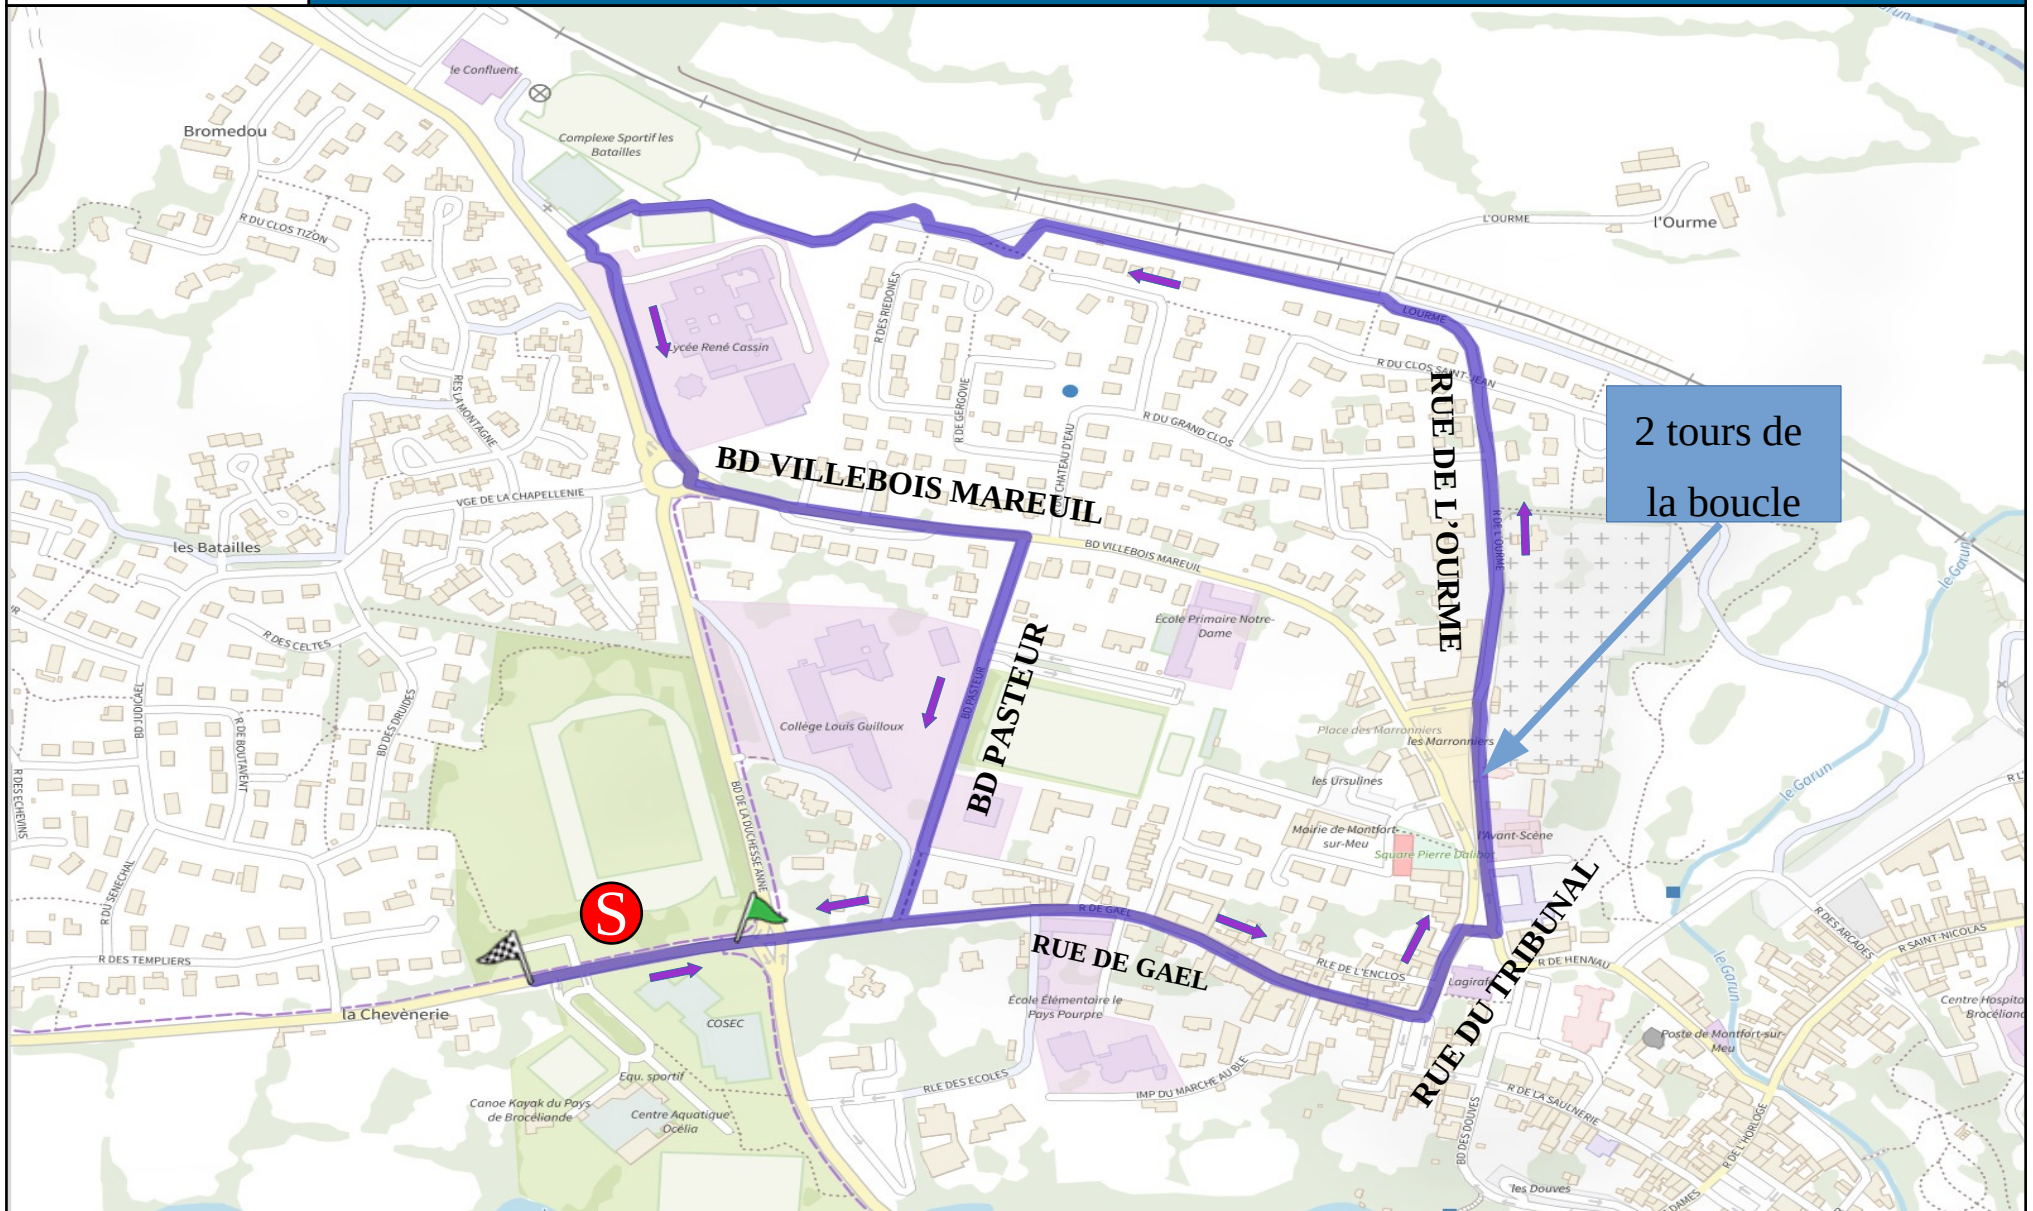 le Confluent
Bromedou
Complexe Sportif les
Batailles
R DU CLOS TIZON
L'OURME
l'Ourme
R DES RIEDONES
LOURME
Lycée René Cassin
R DU CLOS SAINT-JEAN
RES LA MONTAGNE
R DE GERGOVIE
R DU GRAND CLOS
RUE DE L'OURME
2 tours de
la boucle
BD VILLEBOIS MAREUIL
VGE DE LA CHAPELLENIE
R DE L'OURME
les Batailles
BD VILLEBOIS MAREUIL
le Garun
École Primaire Notre-
Dame
R DES CELTES
BD JUDICAEL
R DE BOUTAVENT
BD DES DRUIDES
BD PASTEUR
BD PASTEUR
Collège Louis Guilloux
Place des Marronniers
les Marronniers
les Ursulines
le Garun
R DES ECHEVINS
BD DE LA DUCHESSE ANNE
Mairie de Montfort-
sur-Meu
l'Avant-Scène
Square Pierre Dalibot
R DU SENECHAL
S
R DE GAEL
RUE DU TRIBUNAL
R DES ARCADES
R SAINT-NICOLAS
R DES TEMPLIERS
RUE DE GAEL
RLE DE L'ENCLOS
R DE HENNAU
le Garun
la Chevènerie
COSEC
École Élémentaire le
Pays Pourpre
Poste de Montfort-sur-
Meu
Equ. sportif
RLE DES ECOLES
IMP DU MARCHE AU BLE
Canoe Kayak du Pays
de Brocéliande
Centre Aquatique
Océlia
R DE LA SAULNERIE
BD DES DOUVES
R DE L'HORLOGE
les Douves